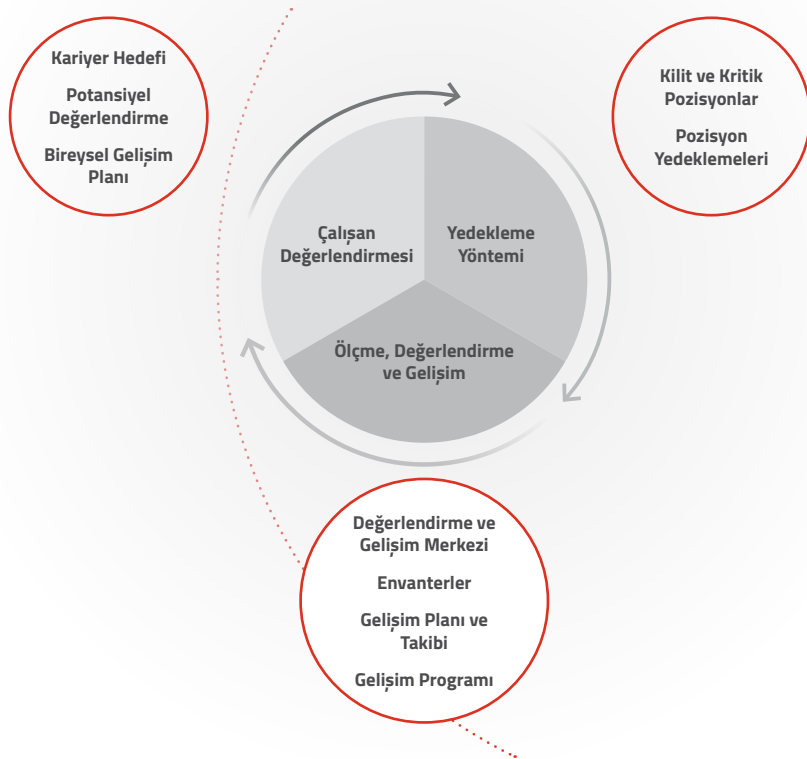 Kariyer Hedefi
Potansiyel
Değerlendirme
Bireysel Gelişim
Planı
Kilit ve Kritik
Pozisyonlar
Pozisyon
Yedeklemeleri
Çalışan
Değerlendirmesi
Yedekleme
Yöntemi
Ölçme, Değerlendirme
ve Gelişim
Değerlendirme ve
Gelişim Merkezi
Envanterler
Gelişim Planı ve
Takibi
Gelişim Programı